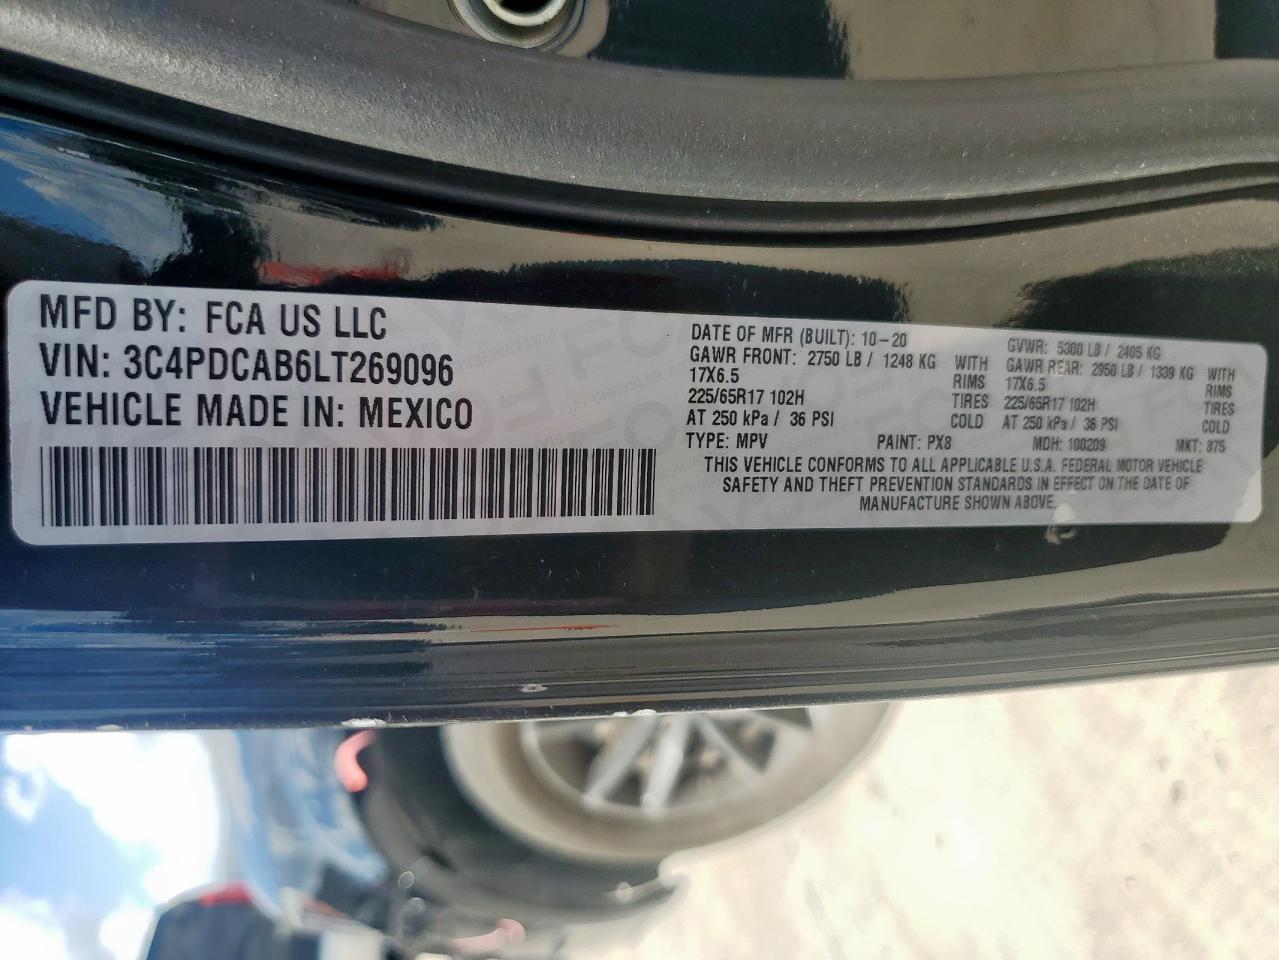 MFD BY: FCA US LLC
VIN: 3C4PDCAB6LT269096
VEHICLE MADE IN: MEXICO
DATE OF MFR (BUILT): 10-20 GVWR: 5300 LB / 2405 KG
GAWR FRONT: 2750 LB / 1248 KG WITH GAWR REAR: 2950 LB / 1339 KG WITH
17X6.5 RIMS 17X6.5 RIMS
225/65R17 102H TIRES 225/65R17 102H TIRES
AT 250 kPa / 36 PSI COLD AT 250 kPa / 36 PSI COLD
TYPE: MPV PAINT: PX8 MDH: 100209 MKT: 875
THIS VEHICLE CONFORMS TO ALL APPLICABLE U.S.A. FEDERAL MOTOR VEHICLE
SAFETY AND THEFT PREVENTION STANDARDS IN EFFECT ON THE DATE OF
MANUFACTURE SHOWN ABOVE.